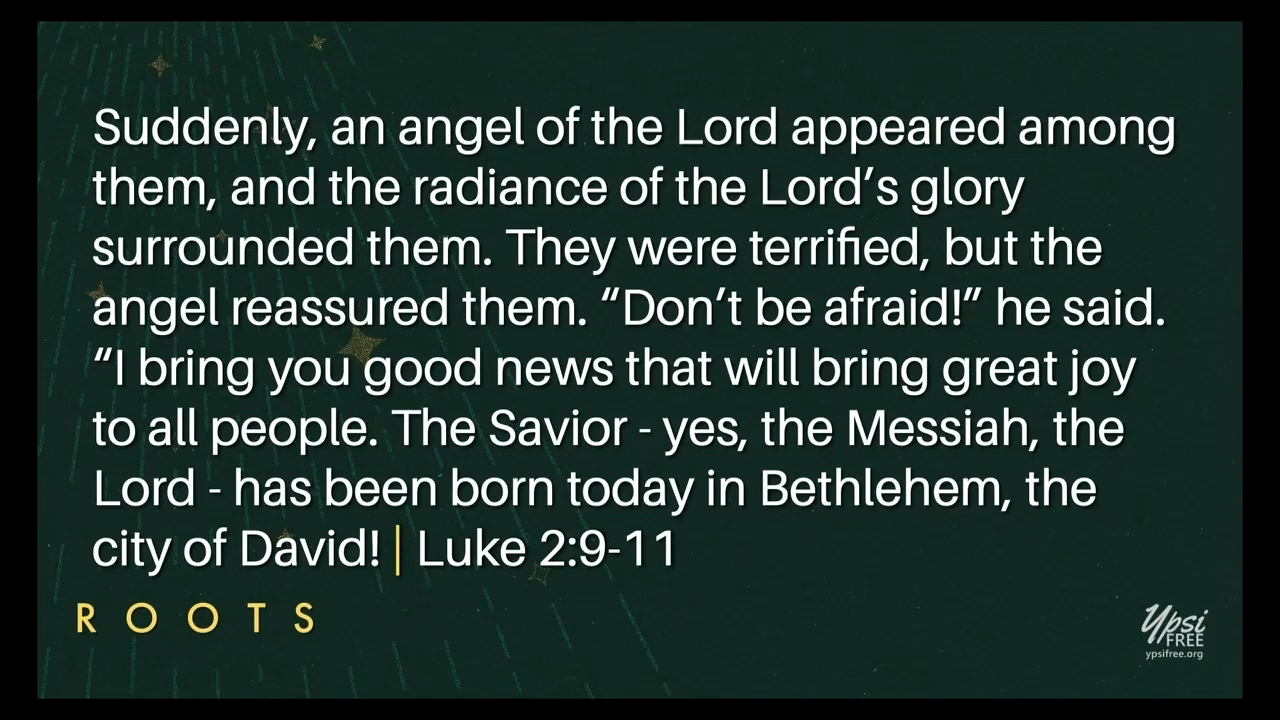 Suddenly, an angel of the Lord appeared among
them, and the radiance of the Lord’s glory
surrounded them. They were terrified, but the
angel reassured them. “Don’t be afraid!” he said.
“I bring you good news that will bring great joy
to all people. The Savior - yes, the Messiah, the
Lord - has been born today in Bethlehem, the
city of David! | Luke 2:9-11
ROOTS
Ypsi
FREE
ypsifree.org